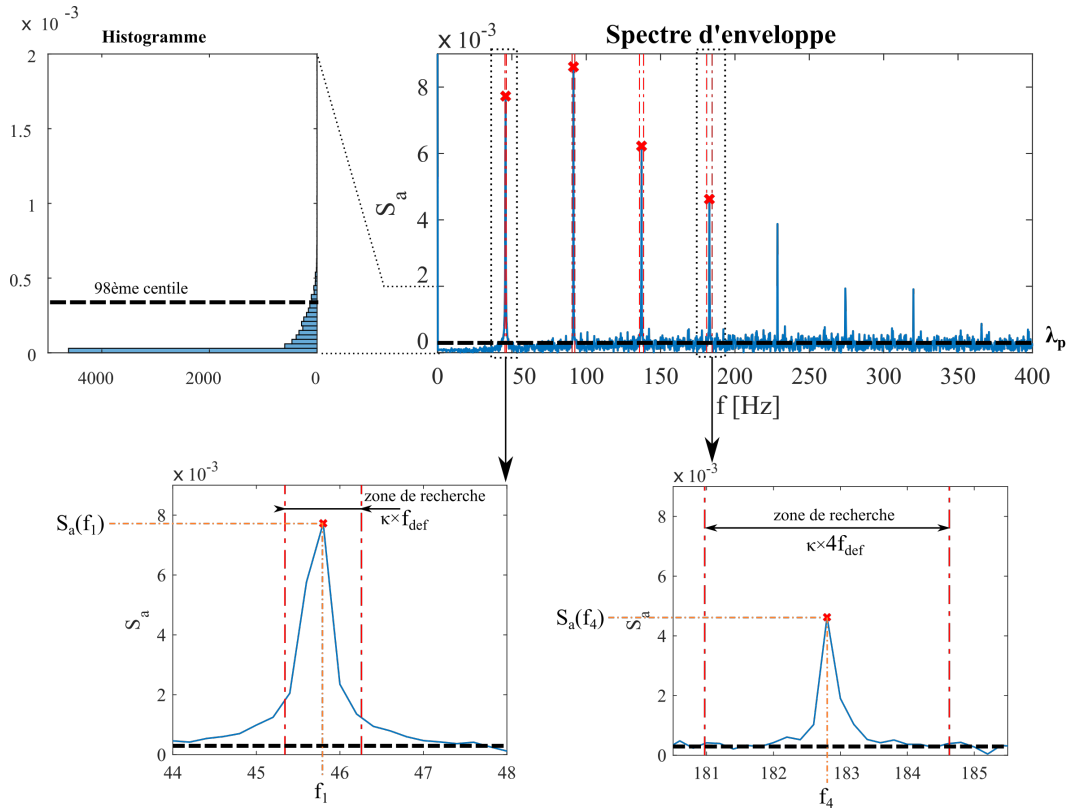 × 10⁻³
Histogramme
2
1.5
1
0.5
0
98ème centile
4000
2000
0
Spectre d'enveloppe
× 10⁻³
8
6
4
2
0
S_a
λ_p
0
50
100
150
200
250
300
350
400
f [Hz]
× 10⁻³
8
6
4
2
0
S_a
S_a(f_1)
zone de recherche
κ×f_def
44
45
46
47
48
f_1
× 10⁻³
8
6
4
2
0
S_a
S_a(f_4)
zone de recherche
κ×4f_def
181
182
183
184
185
f_4